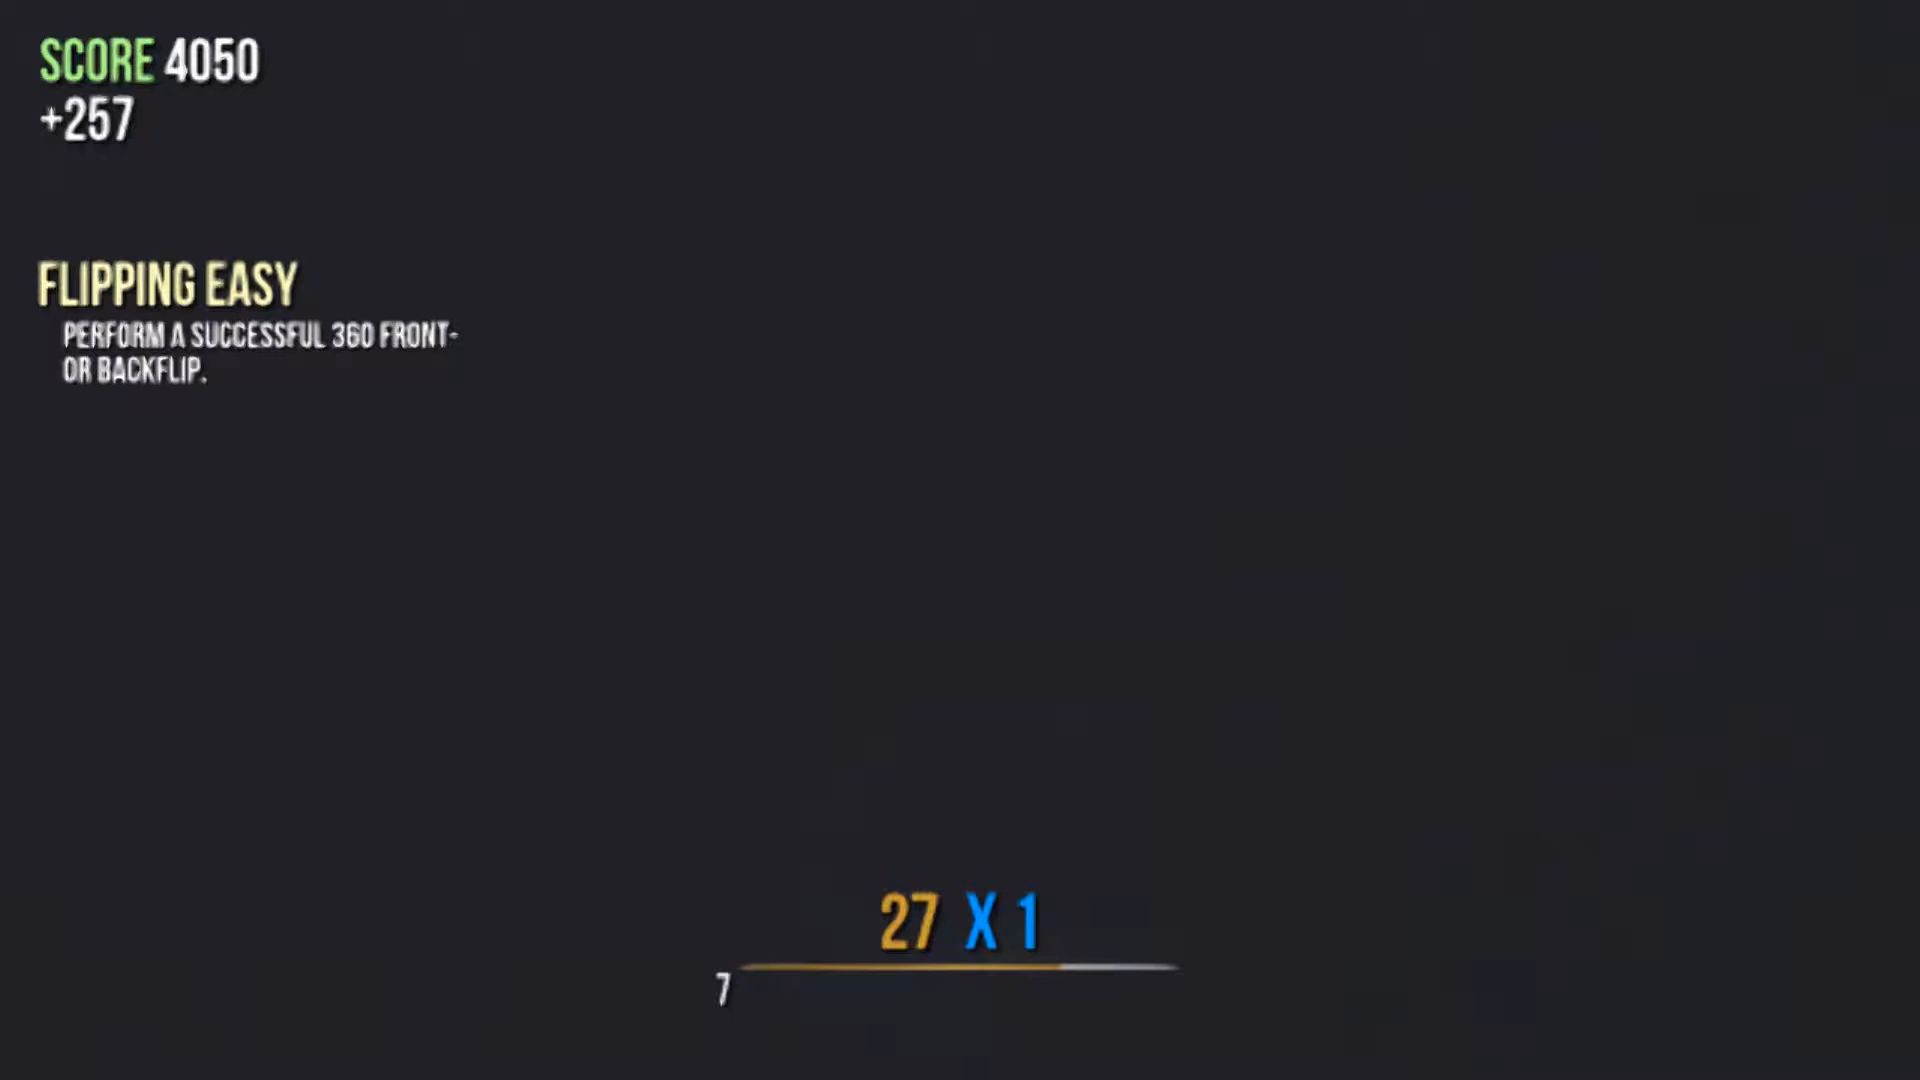 SCORE 4050
+257
FLIPPING EASY
PERFORM A SUCCESSFUL 360 FRONT-
OR BACKFLIP.
27 X 1
7